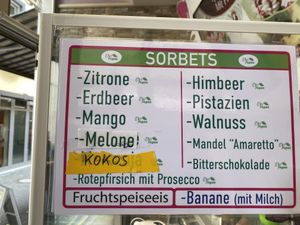 SORBETS
-Zitrone
-Erdbeer
-Mango
-Melone
KOKOS
-Rotepfirsich mit Prosecco
-Himbeer
-Pistazien
-Walnuss
-Mandel "Amaretto"
-Bitterschokolade
Fruchtspeiseeis
-Banane (mit Milch)